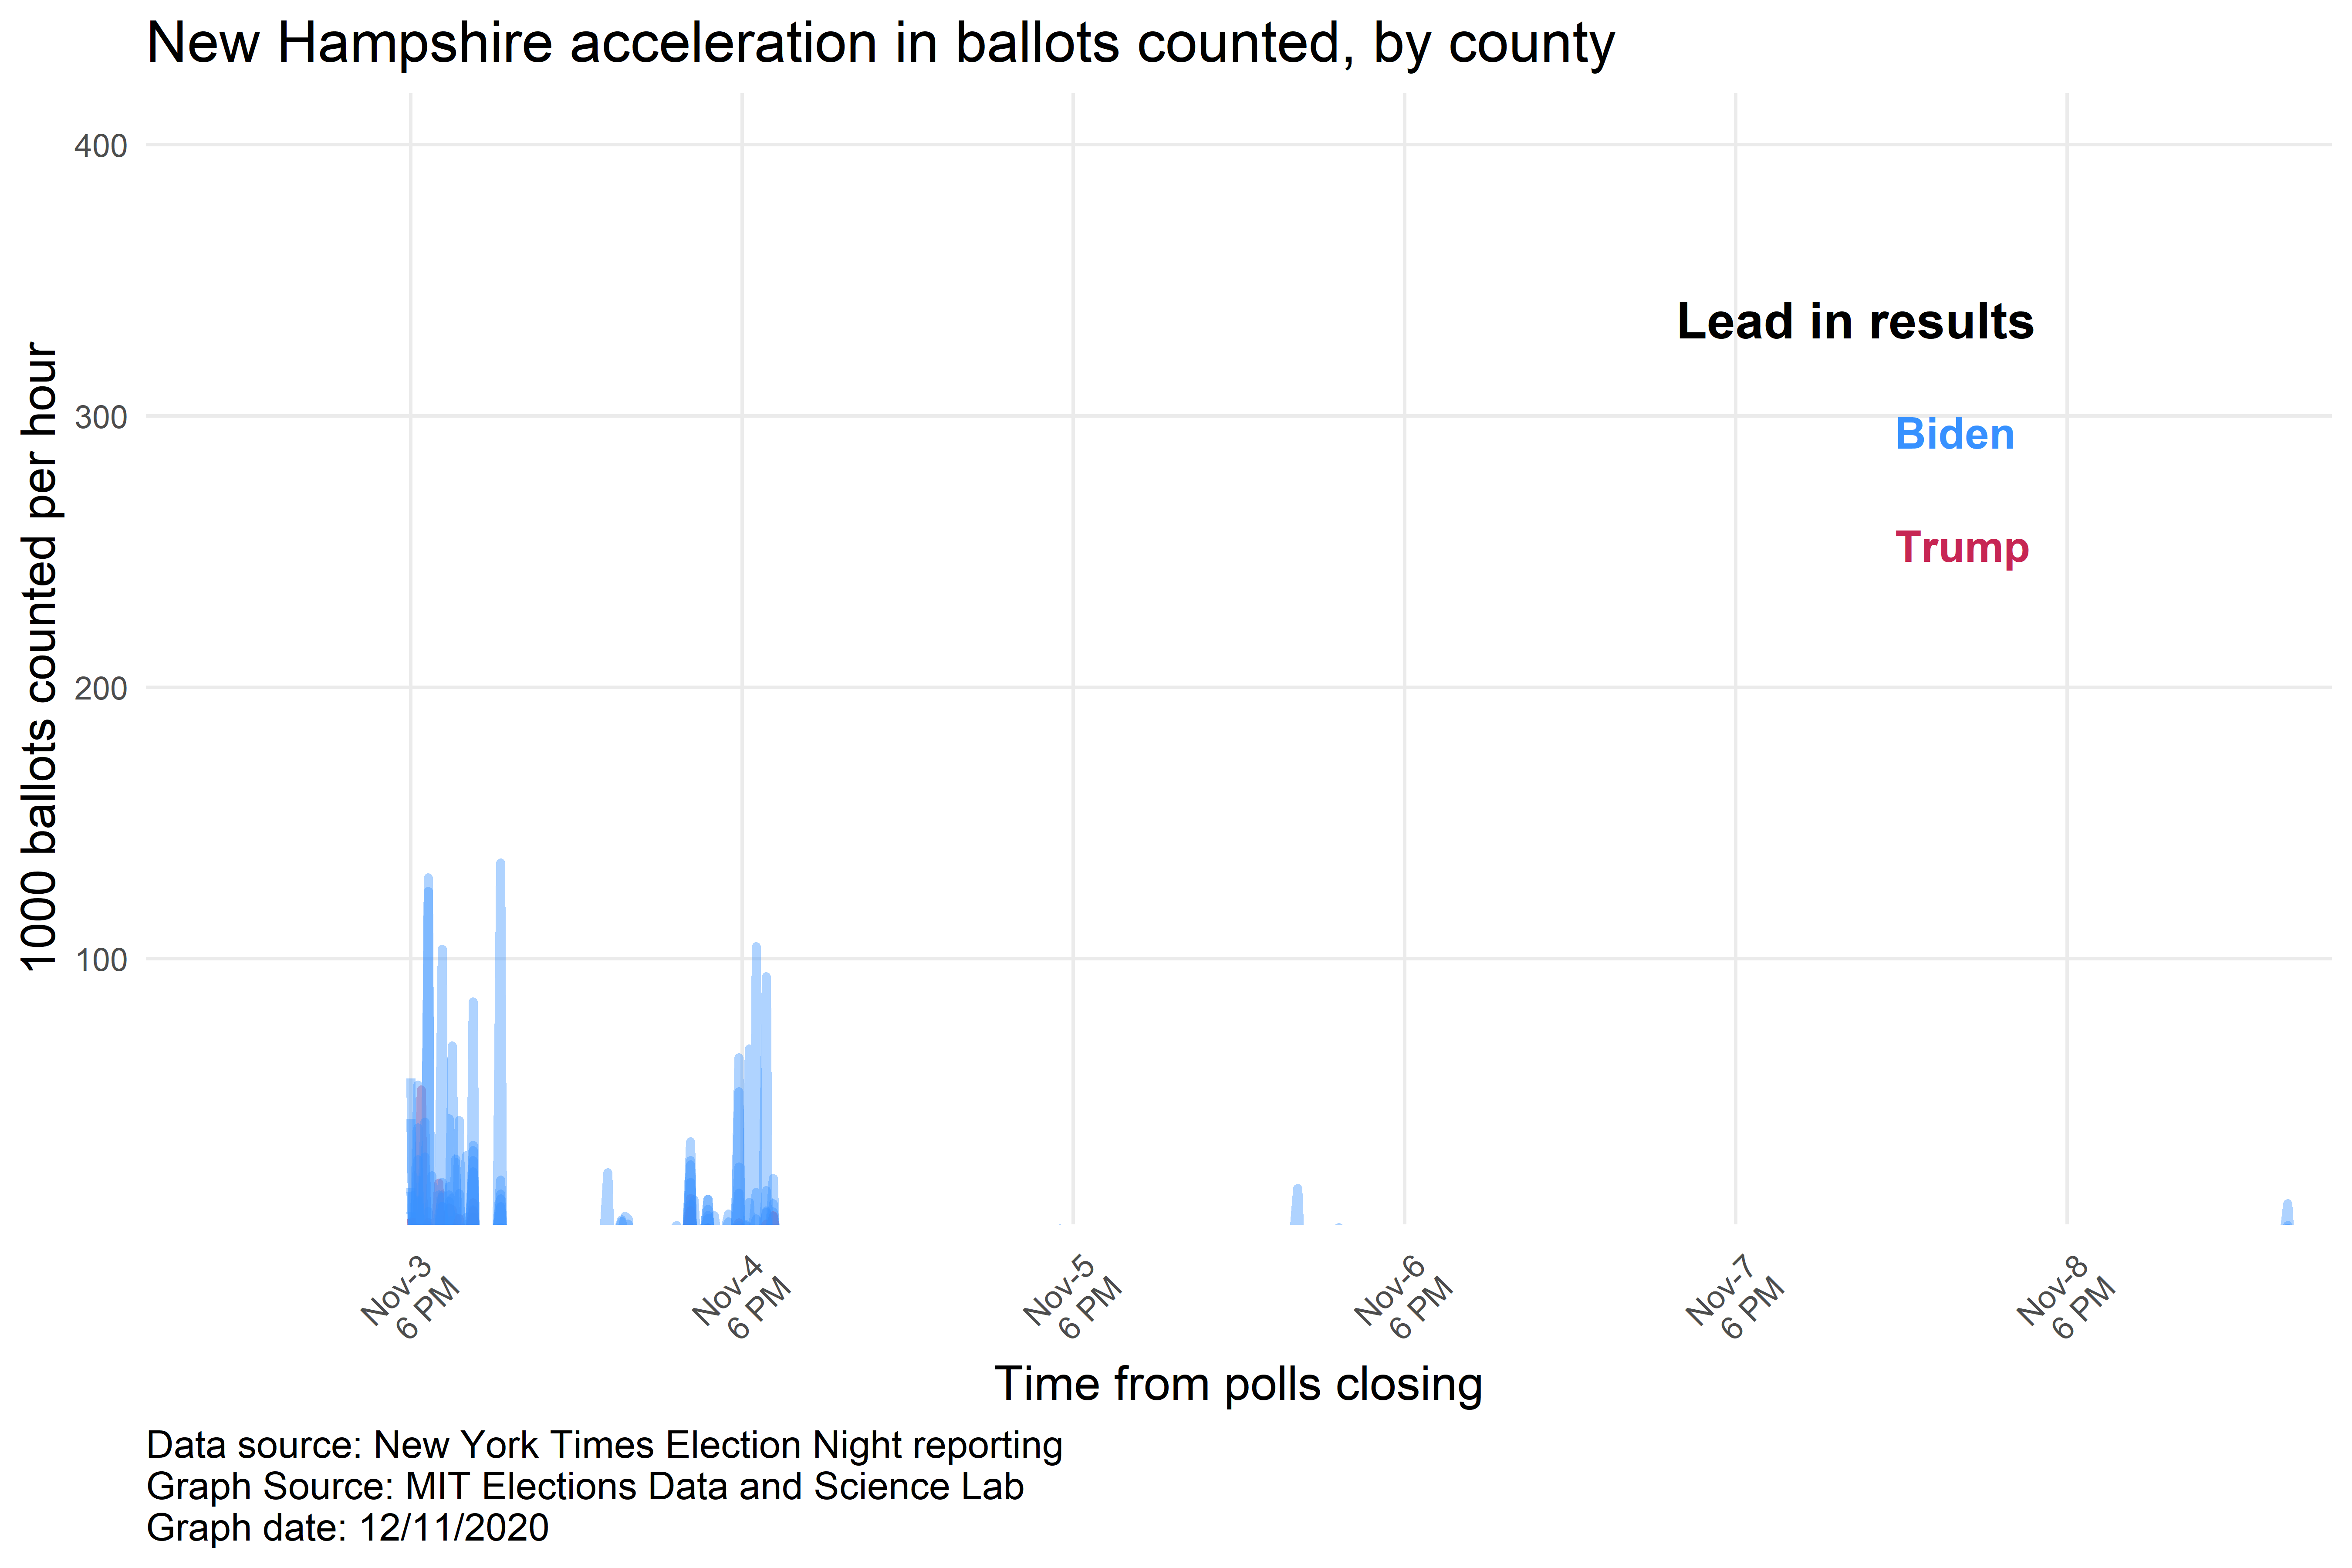 New Hampshire acceleration in ballots counted, by county
1000 ballots counted per hour
400
300
200
100
Lead in results
Biden
Trump
Nov-3
6 PM
Nov-4
6 PM
Nov-5
6 PM
Nov-6
6 PM
Nov-7
6 PM
Nov-8
6 PM
Time from polls closing
Data source: New York Times Election Night reporting
Graph Source: MIT Elections Data and Science Lab
Graph date: 12/11/2020